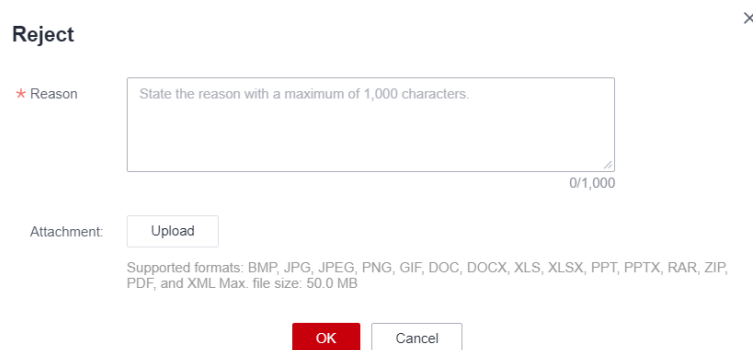 Reject
* Reason
State the reason with a maximum of 1,000 characters.
0/1,000
Attachment:
Upload
Supported formats: BMP, JPG, JPEG, PNG, GIF, DOC, DOCX, XLS, XLSX, PPT, PPTX, RAR, ZIP,
PDF, and XML Max. file size: 50.0 MB
OK
Cancel